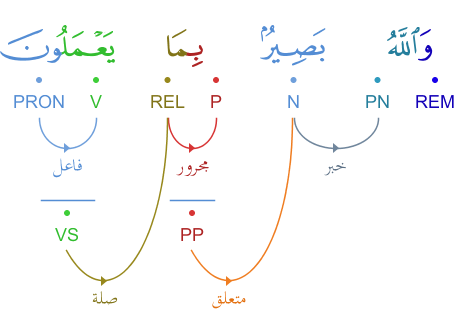 وَٱللَّهُ بَصِيرٌۢ بِمَا يَعْمَلُونَ
REM PN N P REL V PRON
خبر مجرور فاعل
PP VS
متعلق صلة